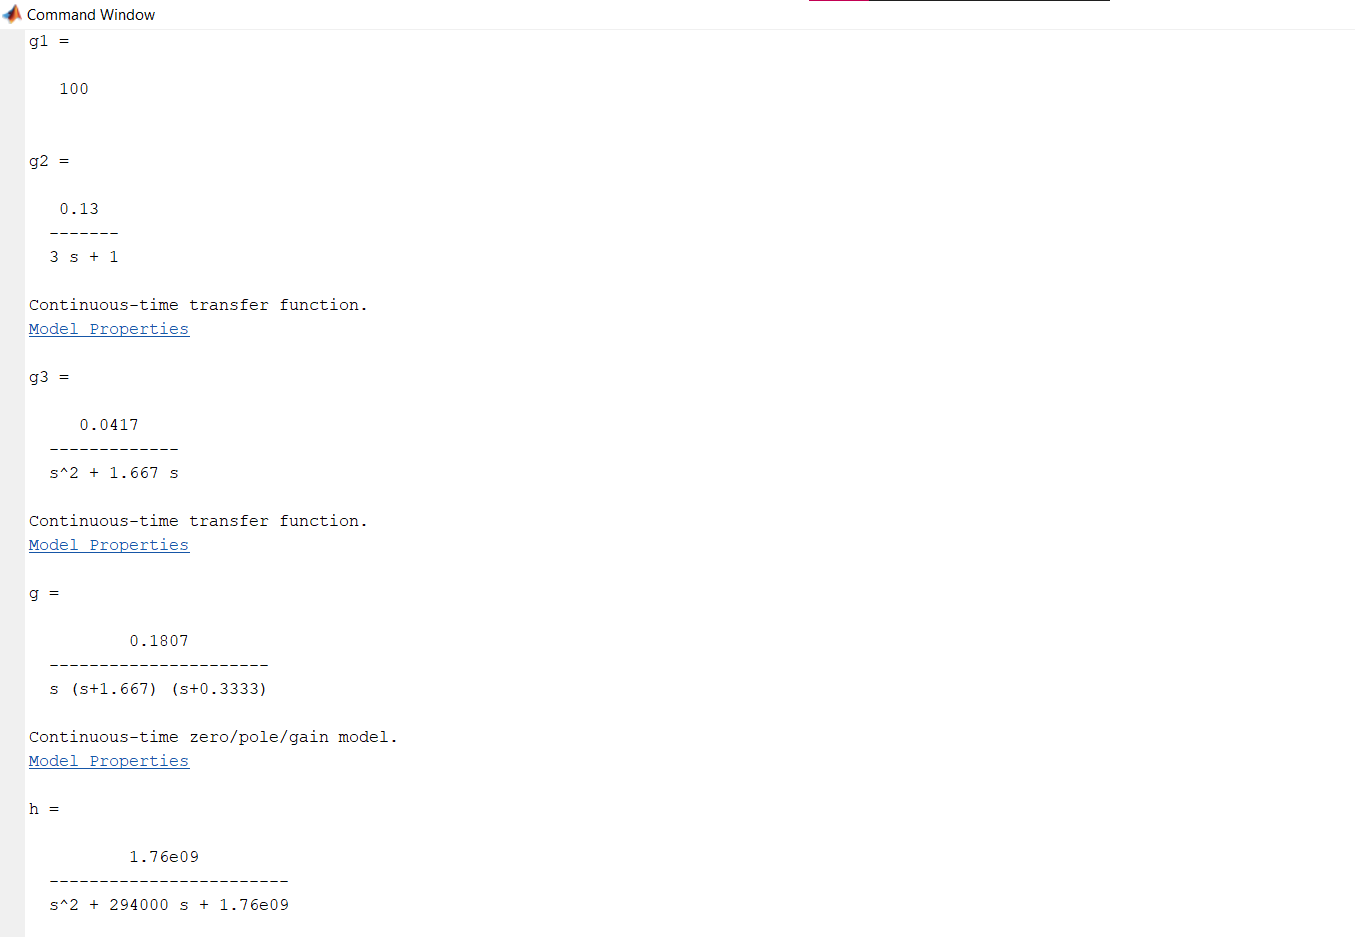 Command Window
g1 =
100
g2 =
0.13
-------
3 s + 1
Continuous-time transfer function.
Model Properties
g3 =
0.0417
-------------
s^2 + 1.667 s
Continuous-time transfer function.
Model Properties
g =
0.1807
----------------------
s (s+1.667) (s+0.3333)
Continuous-time zero/pole/gain model.
Model Properties
h =
1.76e09
------------------------
s^2 + 294000 s + 1.76e09